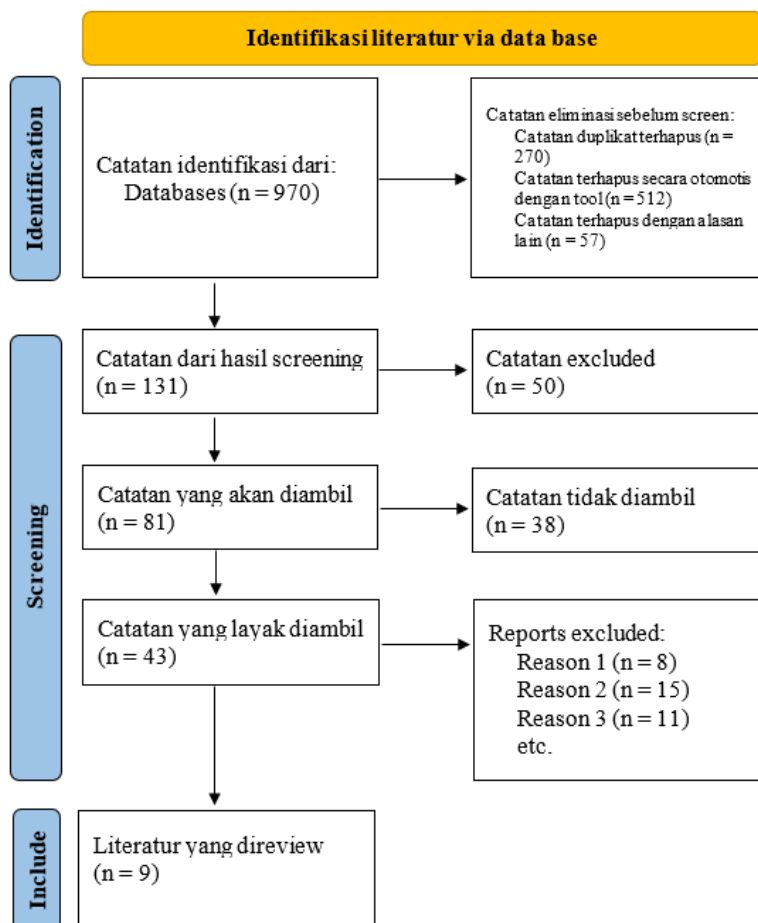 Identifikasi literatur via data base
Identification
Catatan identifikasi dari:
Databases (n = 970)
Catatan eliminasi sebelum screen:
Catatan duplikat terhapus (n =
270)
Catatan terhapus secara otomotis
dengan tool (n = 512)
Catatan terhapus dengan alasan
lain (n = 57)
Screening
Catatan dari hasil screening
(n = 131)
Catatan excluded
(n = 50)
Catatan yang akan diambil
(n = 81)
Catatan tidak diambil
(n = 38)
Catatan yang layak diambil
(n = 43)
Reports excluded:
Reason 1 (n = 8)
Reason 2 (n = 15)
Reason 3 (n = 11)
etc.
Include
Literatur yang direview
(n = 9)